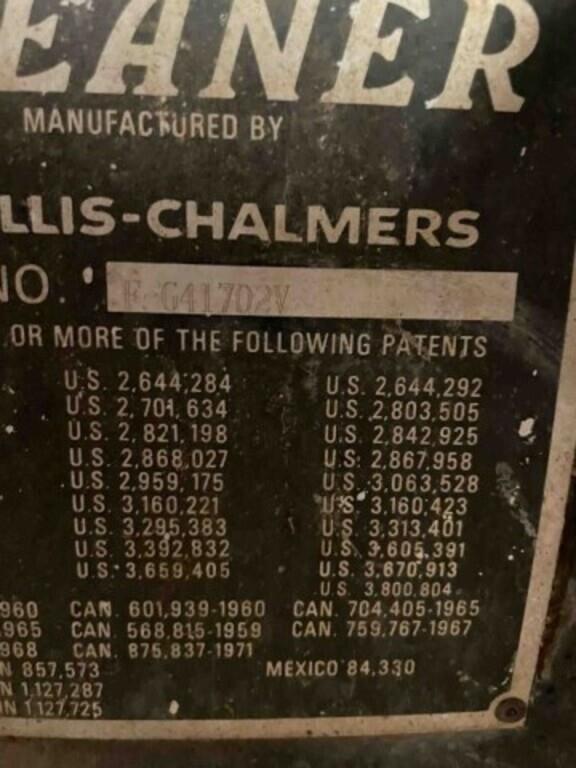 EANER
MANUFACTURED BY
LLIS-CHALMERS
NO. F G41702V
OR MORE OF THE FOLLOWING PATENTS
U.S. 2,644,284 U.S. 2,644,292
U.S. 2,701,634 U.S. 2,803,505
U.S. 2,821,198 U.S. 2,842,925
U.S. 2,868,027 U.S. 2,867,958
U.S. 2,959,175 U.S. 3,063,528
U.S. 3,160,221 U.S. 3,160,423
U.S. 3,295,383 U.S. 3,313,401
U.S. 3,392,832 U.S. 3,605,391
U.S. 3,659,405 U.S. 3,670,913
U.S. 3,800,804
960 CAN. 601,939-1960 CAN. 704,405-1965
965 CAN. 568,815-1959 CAN. 759,767-1967
968 CAN. 875,837-1971
N 857,573 MEXICO 84,330
N 1,127,287
IN 1,127,725